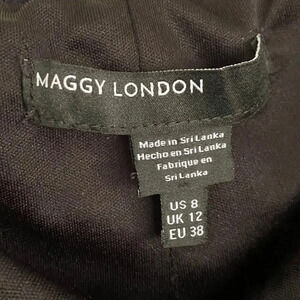 MAGGY LONDON
Made in Sri Lanka
Hecho en Sri Lanka
Fabrique en
Sri Lanka
US 8
UK 12
EU 38